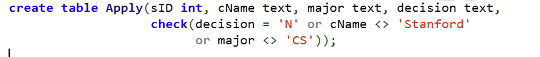 create table Apply(sID int, cName text, major text, decision text,
check(decision = 'N' or cName <> 'Stanford'
or major <> 'CS'));